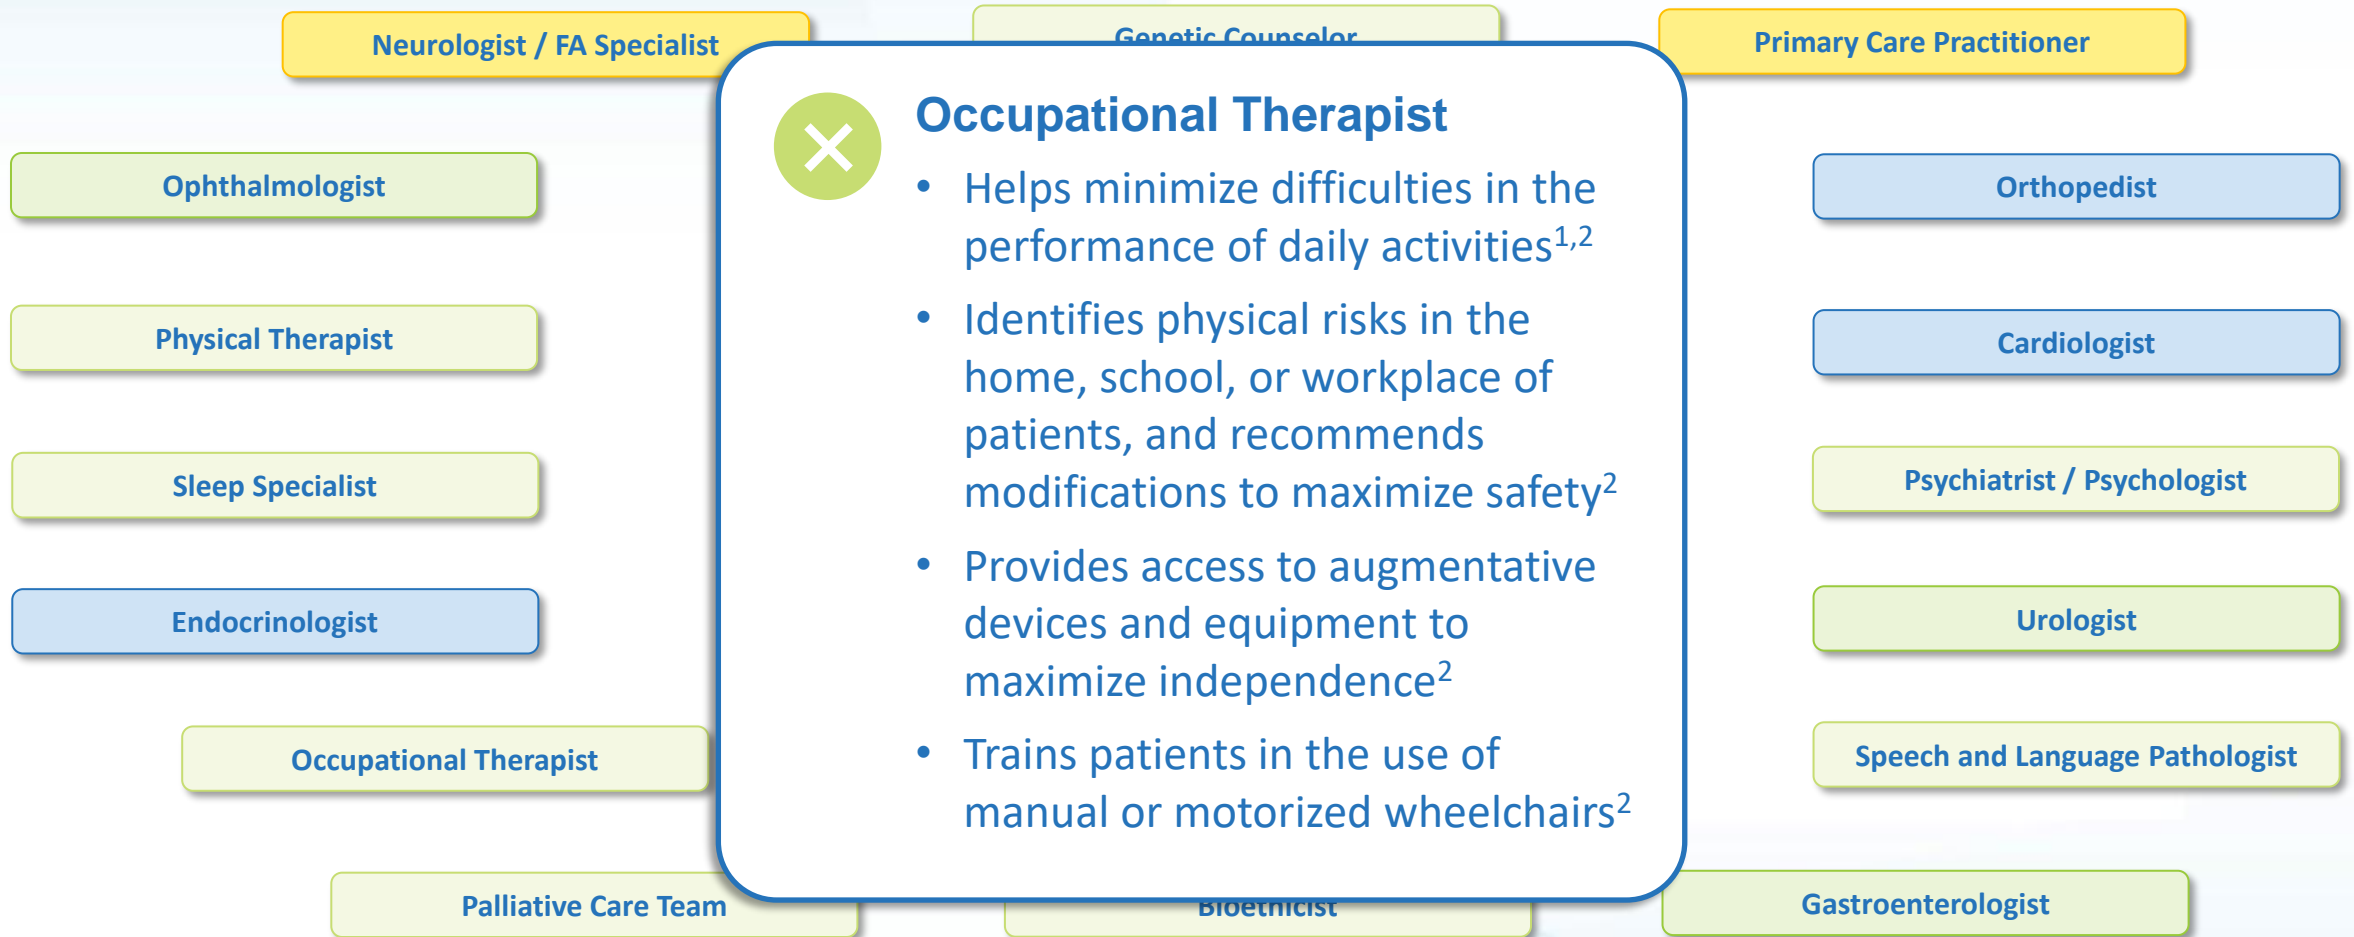 Neurologist / FA Specialist
Genetic Counselor
Primary Care Practitioner
Ophthalmologist
Physical Therapist
Sleep Specialist
Endocrinologist
Occupational Therapist
Palliative Care Team
Occupational Therapist
• Helps minimize difficulties in the
performance of daily activities1,2
• Identifies physical risks in the
home, school, or workplace of
patients, and recommends
modifications to maximize safety2
• Provides access to augmentative
devices and equipment to
maximize independence2
• Trains patients in the use of
manual or motorized wheelchairs2
Bioethicist
Orthopedist
Cardiologist
Psychiatrist / Psychologist
Urologist
Speech and Language Pathologist
Gastroenterologist